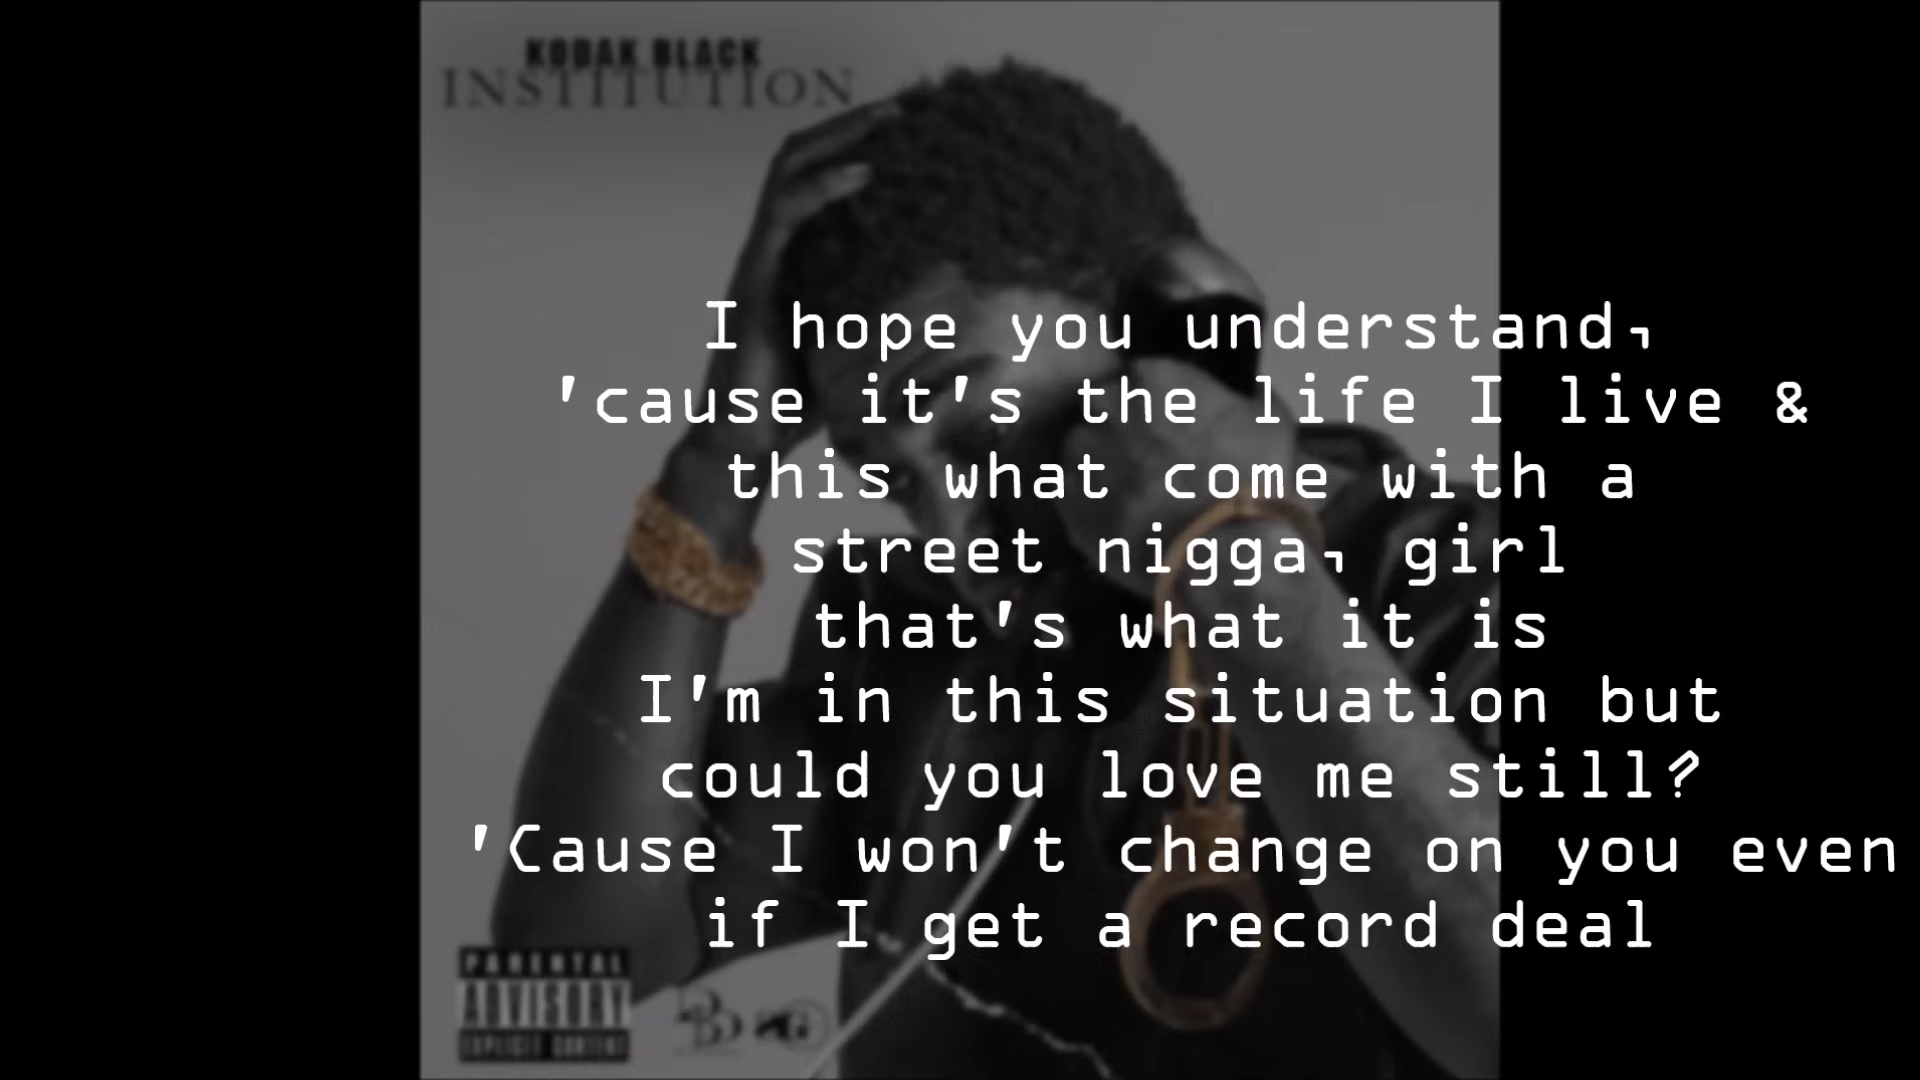 KODAK BLACK
INSTITUTION
I hope you understand,
'cause it's the life I live &
this what come with a
street nigga, girl
that's what it is
I'm in this situation but
could you love me still?
'Cause I won't change on you even
if I get a record deal
PARENTAL
ADVISORY
EXPLICIT CONTENT